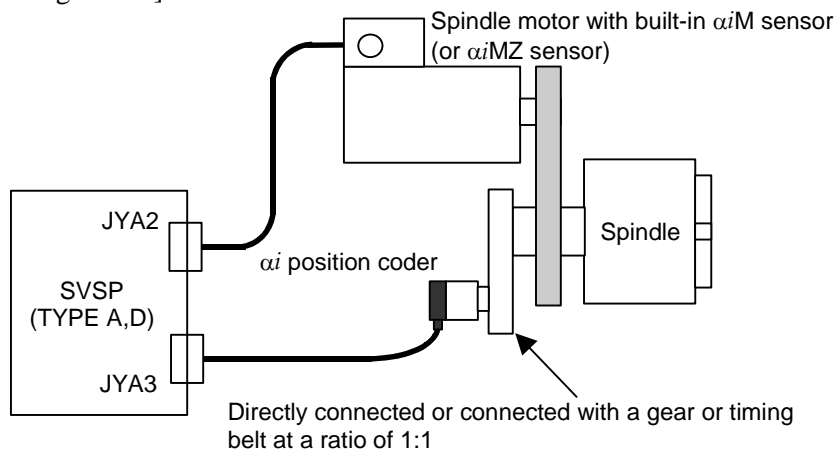 Spindle motor with built-in αiM sensor
(or αiMZ sensor)
JYA2
Spindle
αi position coder
SVSP
(TYPE A,D)
JYA3
Directly connected or connected with a gear or timing
belt at a ratio of 1:1